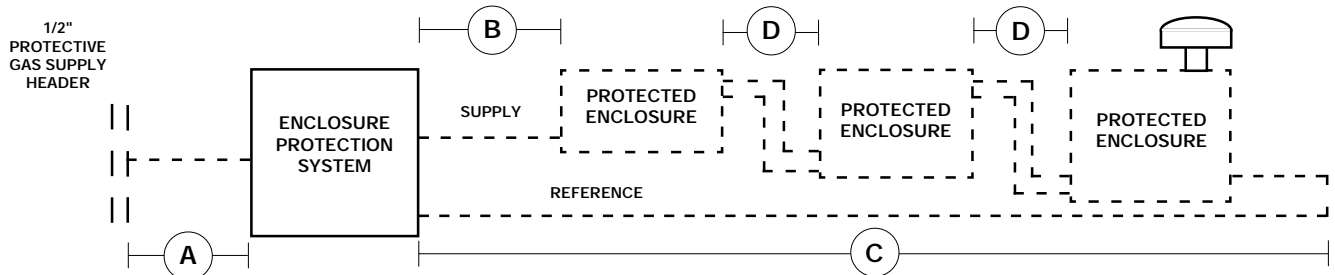 1/2"
PROTECTIVE
GAS SUPPLY
HEADER
A
ENCLOSURE
PROTECTION
SYSTEM
B
SUPPLY
PROTECTED
ENCLOSURE
D
PROTECTED
ENCLOSURE
D
PROTECTED
ENCLOSURE
REFERENCE
C